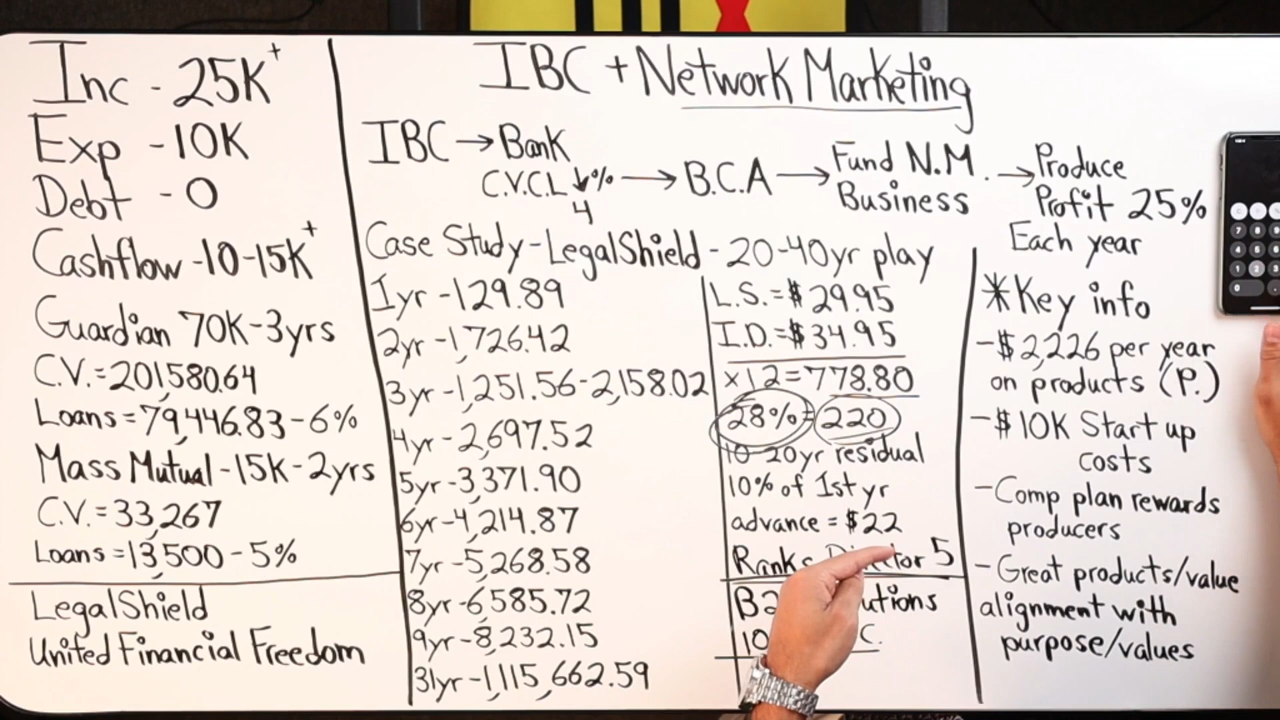 Inc - 25K+
Exp - 10K
Debt - 0
Cashflow - 10-15K+
Guardian 70K-3yrs
C.V. = 201,580.64
Loans = 79,446.83 - 6%
Mass Mutual - 15K - 2yrs
C.V. = 33,267
Loans = 13,500 - 5%
LegalShield
United Financial Freedom
IBC + Network Marketing
IBC → Bank
C.V.C.L ↓% → B.C.A → Fund N.M. Business → Produce Profit 25% Each year
4
Case Study - LegalShield - 20-40yr play
1yr - 129.89
2yr - 1,726.42
3yr - 1,251.56 - 2,158.02
4yr - 2,697.52
5yr - 3,371.90
6yr - 4,214.87
7yr - 5,268.58
8yr - 6,585.72
9yr - 8,232.15
31yr - 1,115,662.59
L.S. = $29.95
I.D. = $34.95
x12 = 778.80
28% = 220
10-20yr residual
10% of 1st yr
advance = $22
5
10
C.
*Key info
- $2,226 per year
on products (P.)
- $10K Start up
costs
- Comp plan rewards
producers
- Great products/value
alignment with
purpose/values